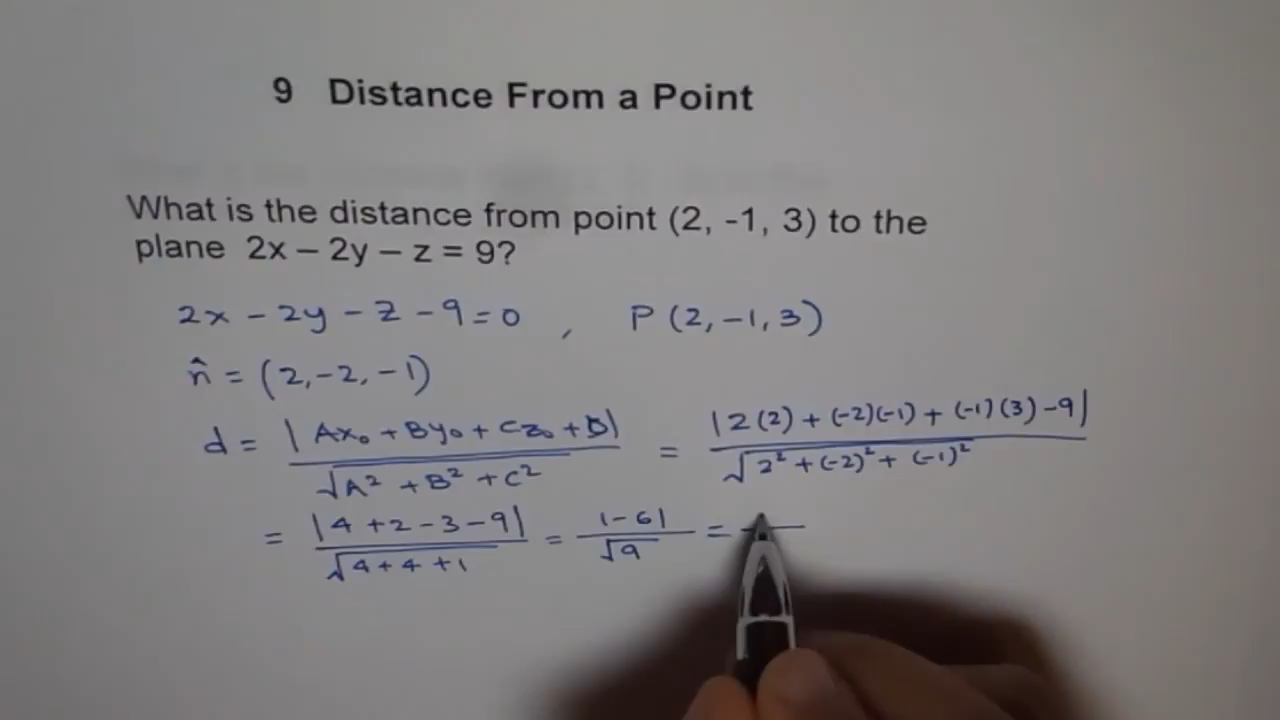 9 Distance From a Point
What is the distance from point (2, -1, 3) to the
plane 2x – 2y – z = 9?
2x - 2y - z - 9 = 0 , P (2, -1, 3)
n̂ = (2, -2, -1)
d = |Ax₀ + By₀ + Cz₀ + D| / √A² + B² + C² = |2(2) + (-2)(-1) + (-1)(3) - 9| / √2² + (-2)² + (-1)²
= |4 + 2 - 3 - 9| / √4 + 4 + 1 = |-6| / √9 =